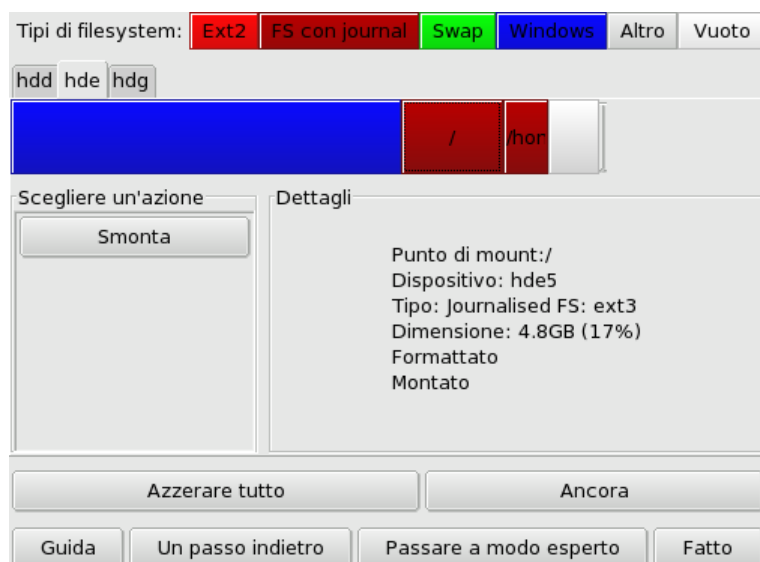 Tipi di filesystem: Ext2 FS con journal Swap Windows Altro Vuoto
hdd hde hdg
/ /hor
Scegliere un'azione Dettagli
Smonta
Punto di mount:/
Dispositivo: hde5
Tipo: Journalised FS: ext3
Dimensione: 4.8GB (17%)
Formattato
Montato
Azzerare tutto Ancora
Guida Un passo indietro Passare a modo esperto Fatto